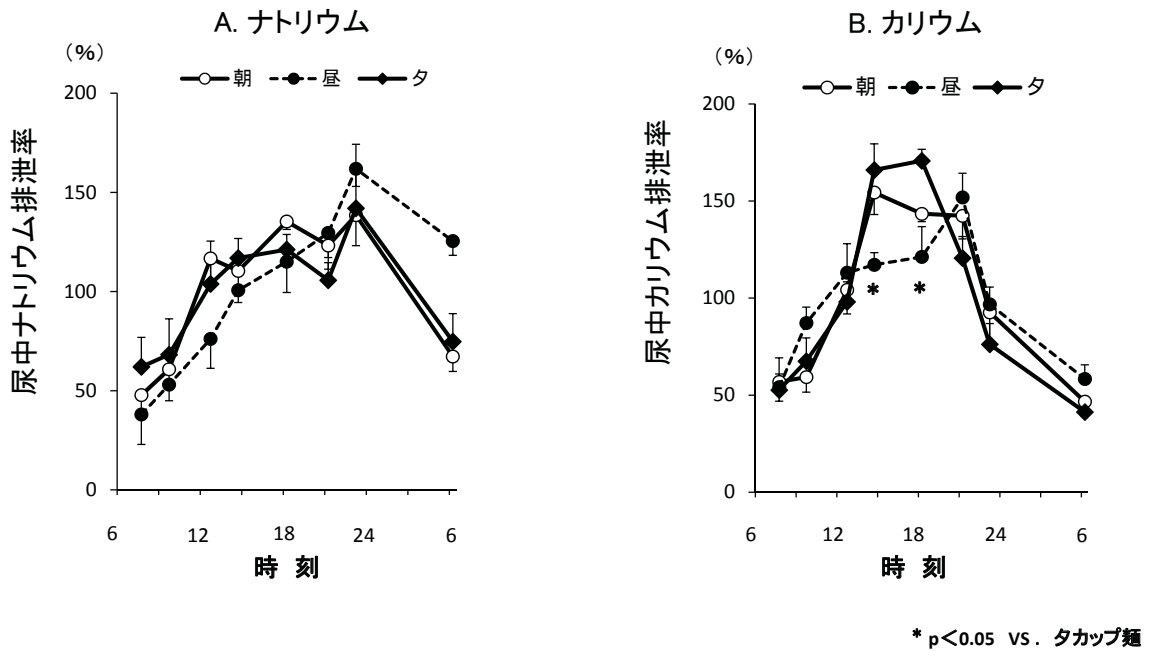 A. ナトリウム
(%)
朝 昼 夕
尿中ナトリウム排泄率
200
150
100
50
0
6 12 18 24 6
時 刻
B. カリウム
(%)
朝 昼 夕
尿中カリウム排泄率
200
150
100
50
0
* *
6 12 18 24 6
時 刻
* p＜0.05 VS . 夕カップ麺